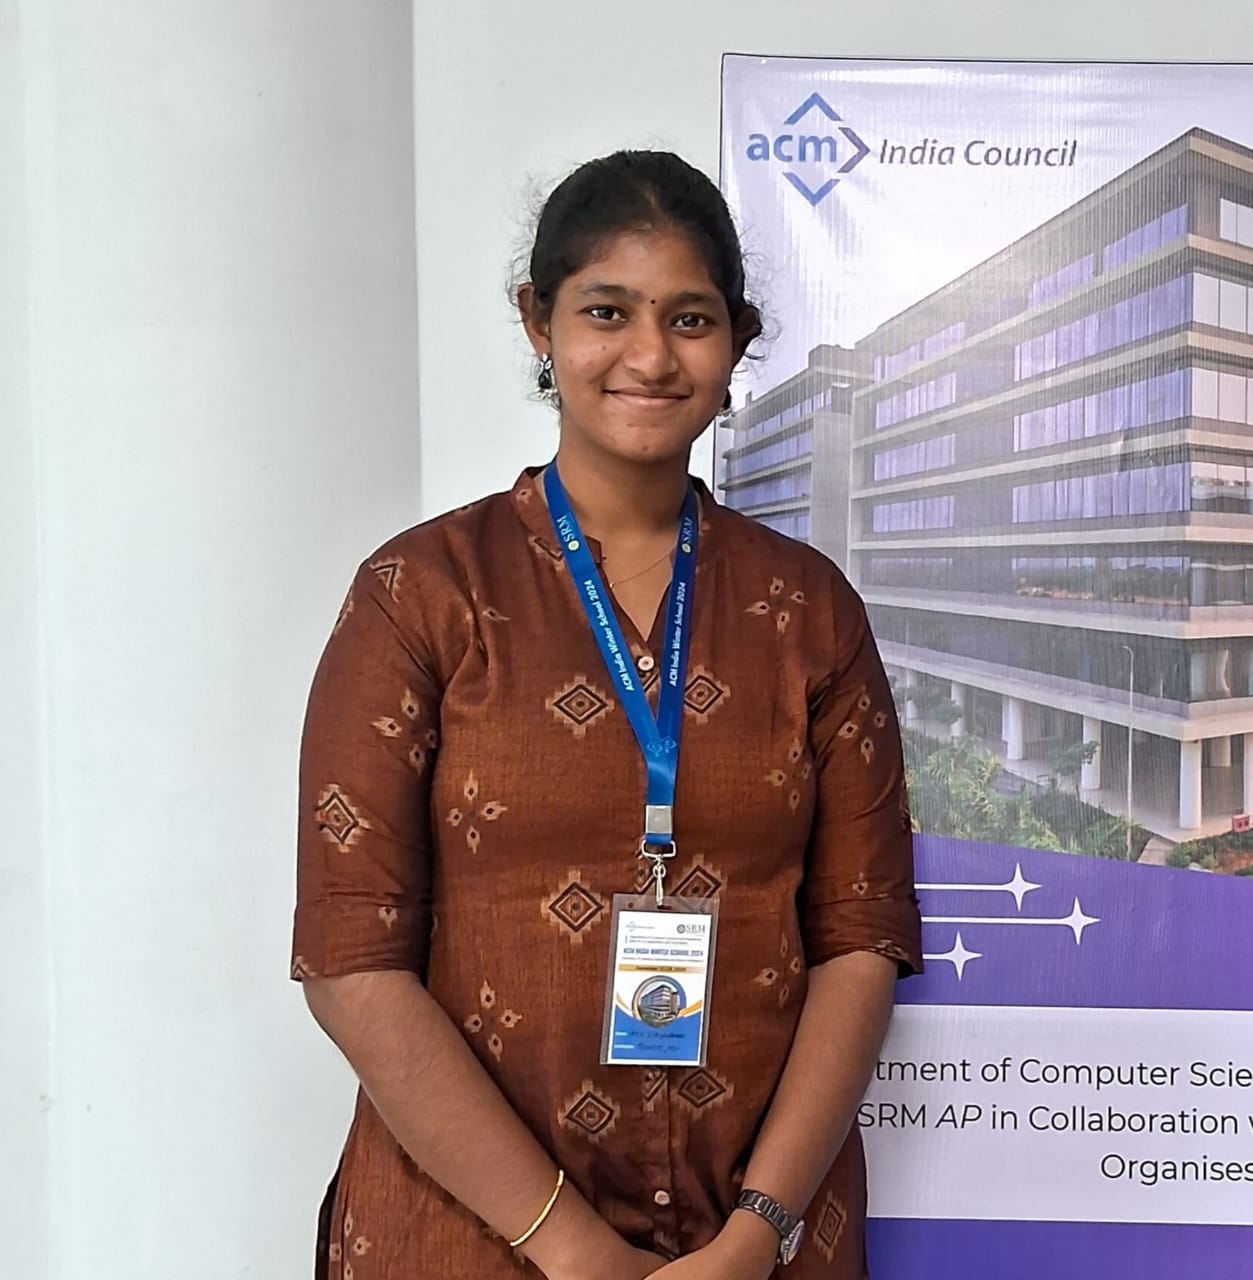 acm India Council
SRM
SRM
ACM India Winter School 2024
ACM India Winter School 2024
SRM
ACM INDIA WINTER SCHOOL 2024
tment of Computer Scie
SRM AP in Collaboration
Organises